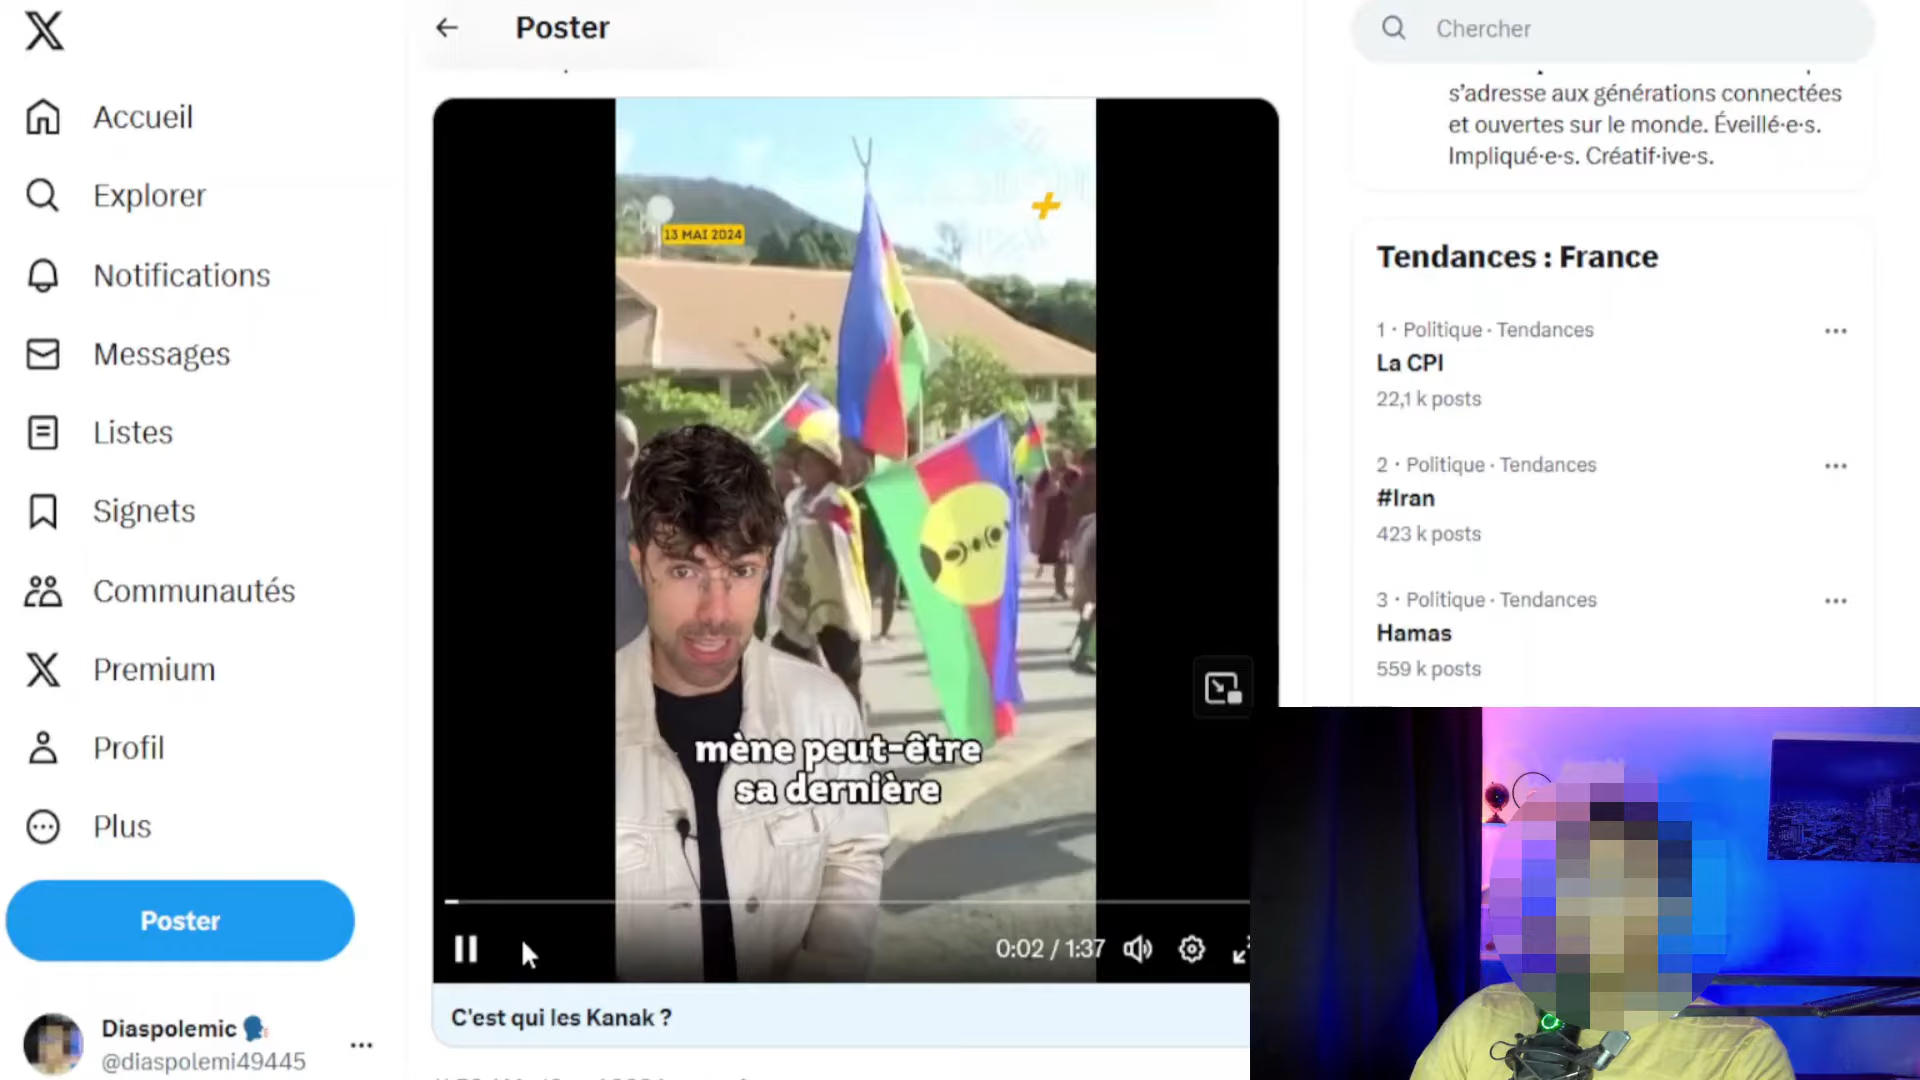 Accueil
Explorer
Notifications
Messages
Listes
Signets
Communautés
Premium
Profil
Plus
Poster
Diaspolemic
@diaspolemi49445
Poster
13 MAI 2024
mène peut-être
sa dernière
0:02 / 1:37
C'est qui les Kanak ?
Chercher
s'adresse aux générations connectées
et ouvertes sur le monde. Éveillé·e·s.
Impliqué·e·s. Créatif·ive·s.
Tendances : France
1 · Politique · Tendances
La CPI
22,1 k posts
2 · Politique · Tendances
#Iran
423 k posts
3 · Politique · Tendances
Hamas
559 k posts